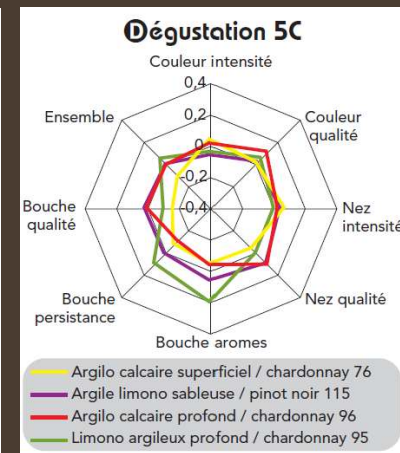 Dégustation 5C
Couleur intensité
0,4
0,2
0
-0,2
-0,4
Couleur
qualité
Nez
intensité
Nez qualité
Bouche aromes
Bouche
persistance
Bouche
qualité
Ensemble
Argilo calcaire superficiel / chardonnay 76
Argile limono sableuse / pinot noir 115
Argilo calcaire profond / chardonnay 96
Limono argileux profond / chardonnay 95